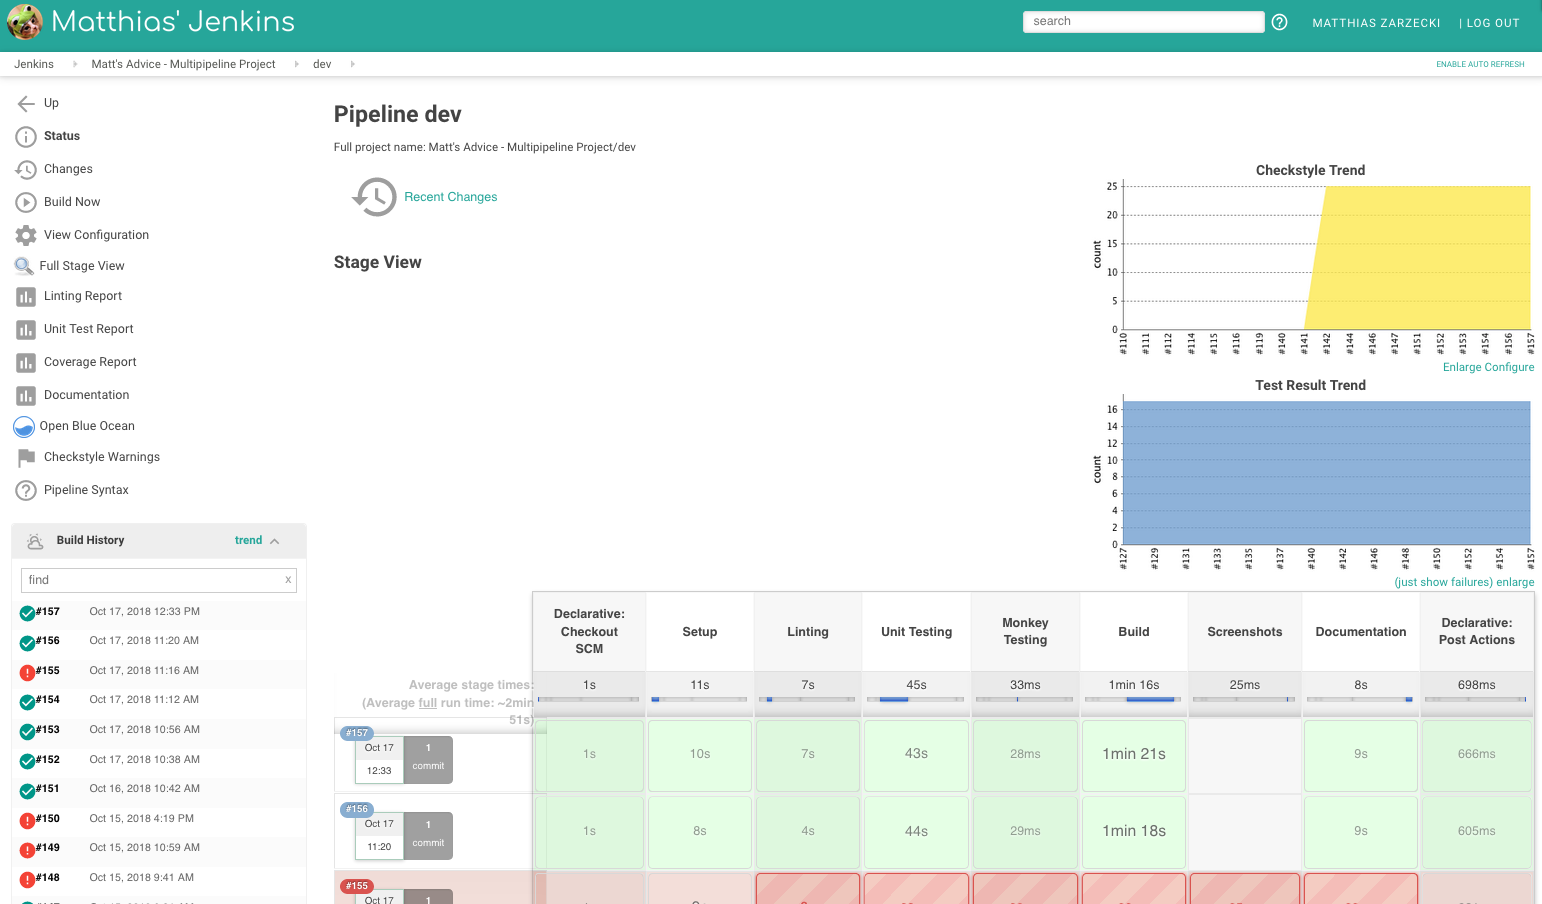 Matthias' Jenkins
search
MATTHIAS ZARZECKI
| LOG OUT
Jenkins
Matt's Advice - Multipipeline Project
dev
ENABLE AUTO REFRESH
Up
Status
Changes
Build Now
View Configuration
Full Stage View
Linting Report
Unit Test Report
Coverage Report
Documentation
Open Blue Ocean
Checkstyle Warnings
Pipeline Syntax
Build History
trend
find
x
#157 Oct 17, 2018 12:33 PM
#156 Oct 17, 2018 11:20 AM
#155 Oct 17, 2018 11:16 AM
#154 Oct 17, 2018 11:12 AM
#153 Oct 17, 2018 10:56 AM
#152 Oct 17, 2018 10:38 AM
#151 Oct 16, 2018 10:42 AM
#150 Oct 15, 2018 4:19 PM
#149 Oct 15, 2018 10:59 AM
#148 Oct 15, 2018 9:41 AM
Pipeline dev
Full project name: Matt's Advice - Multipipeline Project/dev
Recent Changes
Stage View
Checkstyle Trend
count
25
20
15
10
5
0
#110 #111 #112 #114 #115 #116 #119 #140 #141 #142 #144 #146 #147 #151 #152 #153 #154 #156 #157
Enlarge Configure
Test Result Trend
count
16
14
12
10
8
6
4
2
0
#127 #129 #131 #133 #135 #137 #140 #142 #146 #148 #150 #152 #154 #157
(just show failures) enlarge
Declarative:
Checkout
SCM
Setup
Linting
Unit Testing
Monkey
Testing
Build
Screenshots
Documentation
Declarative:
Post Actions
Average stage times:
(Average full run time: ~2min
51s)
1s 11s 7s 45s 33ms 1min 16s 25ms 8s 698ms
#157
Oct 17
12:33
1
commit
1s 10s 7s 43s 28ms 1min 21s 9s 666ms
#156
Oct 17
11:20
1
commit
1s 8s 4s 44s 29ms 1min 18s 9s 605ms
#155
Oct 17
1